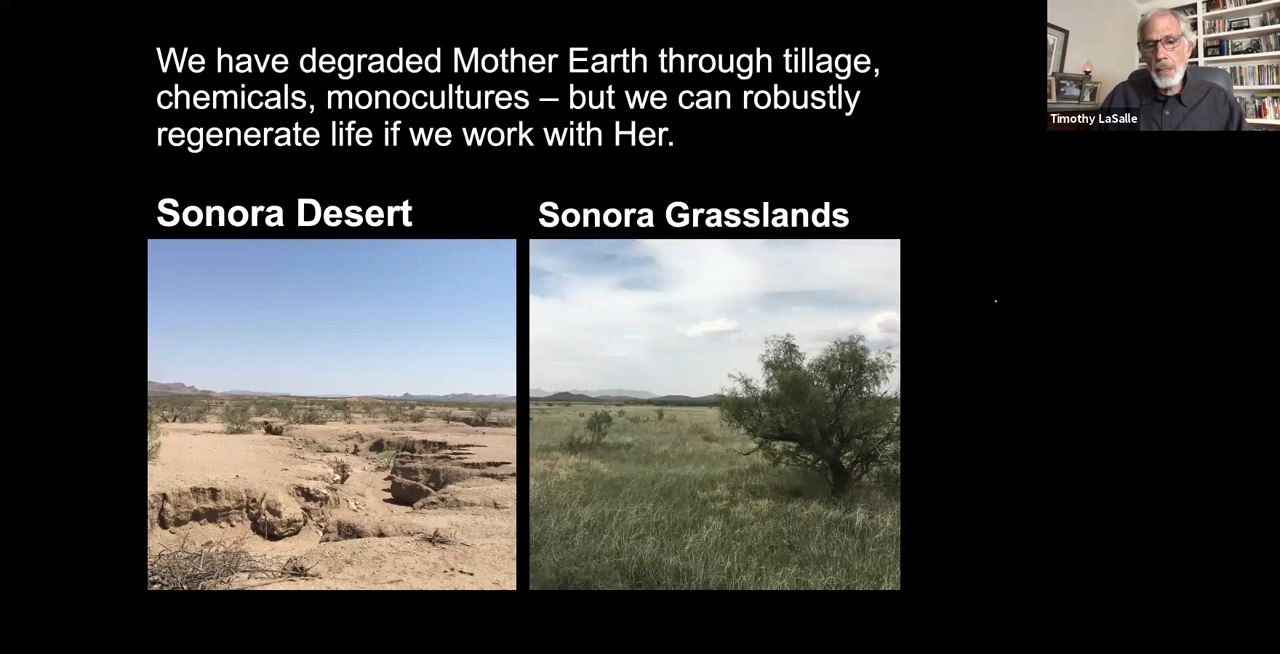 We have degraded Mother Earth through tillage,
chemicals, monocultures – but we can robustly
regenerate life if we work with Her.
Sonora Desert
Sonora Grasslands
Timothy LaSalle